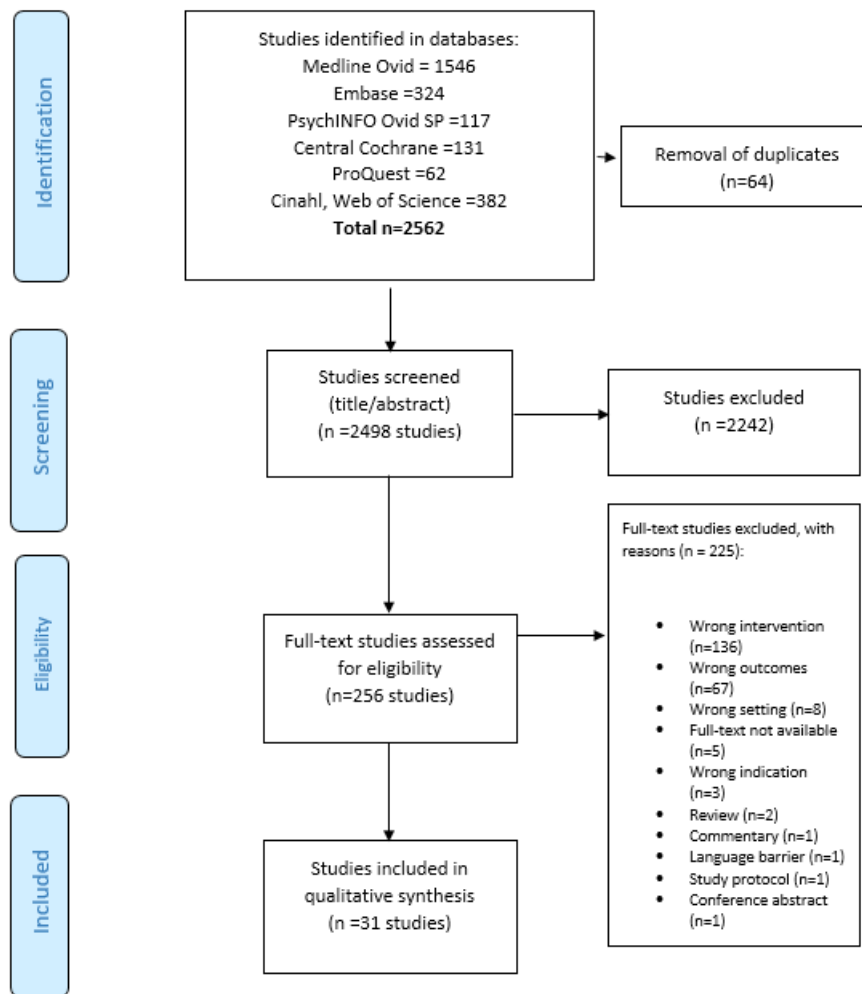 Identification
Studies identified in databases:
Medline Ovid = 1546
Embase =324
PsychINFO Ovid SP =117
Central Cochrane =131
ProQuest =62
Cinahl, Web of Science =382
Total n=2562
Removal of duplicates
(n=64)
Screening
Studies screened
(title/abstract)
(n =2498 studies)
Studies excluded
(n =2242)
Eligibility
Full-text studies assessed
for eligibility
(n=256 studies)
Full-text studies excluded, with
reasons (n = 225):
• Wrong intervention
(n=136)
• Wrong outcomes
(n=67)
• Wrong setting (n=8)
• Full-text not available
(n=5)
• Wrong indication
(n=3)
• Review (n=2)
• Commentary (n=1)
• Language barrier (n=1)
• Study protocol (n=1)
• Conference abstract
(n=1)
Included
Studies included in
qualitative synthesis
(n =31 studies)